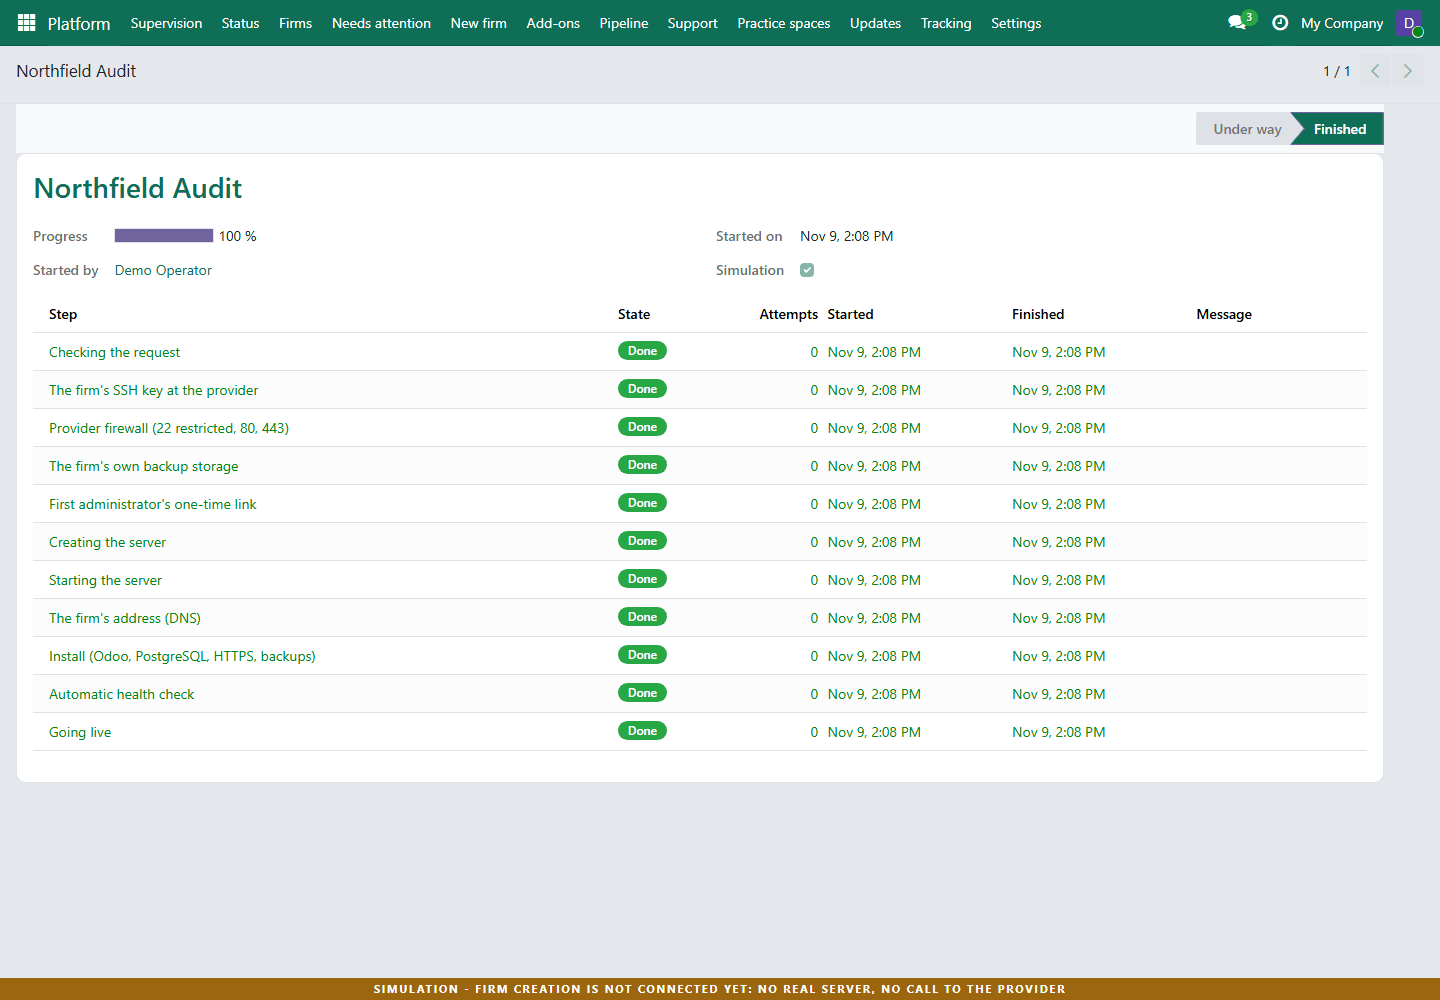 Platform Supervision Status Firms Needs attention New firm Add-ons Pipeline Support Practice spaces Updates Tracking Settings 3 My Company D
Northfield Audit 1 / 1
Under way Finished
Northfield Audit
Progress 100 % Started on Nov 9, 2:08 PM
Started by Demo Operator Simulation
Step State Attempts Started Finished Message
Checking the request Done 0 Nov 9, 2:08 PM Nov 9, 2:08 PM
The firm's SSH key at the provider Done 0 Nov 9, 2:08 PM Nov 9, 2:08 PM
Provider firewall (22 restricted, 80, 443) Done 0 Nov 9, 2:08 PM Nov 9, 2:08 PM
The firm's own backup storage Done 0 Nov 9, 2:08 PM Nov 9, 2:08 PM
First administrator's one-time link Done 0 Nov 9, 2:08 PM Nov 9, 2:08 PM
Creating the server Done 0 Nov 9, 2:08 PM Nov 9, 2:08 PM
Starting the server Done 0 Nov 9, 2:08 PM Nov 9, 2:08 PM
The firm's address (DNS) Done 0 Nov 9, 2:08 PM Nov 9, 2:08 PM
Install (Odoo, PostgreSQL, HTTPS, backups) Done 0 Nov 9, 2:08 PM Nov 9, 2:08 PM
Automatic health check Done 0 Nov 9, 2:08 PM Nov 9, 2:08 PM
Going live Done 0 Nov 9, 2:08 PM Nov 9, 2:08 PM
SIMULATION - FIRM CREATION IS NOT CONNECTED YET: NO REAL SERVER, NO CALL TO THE PROVIDER